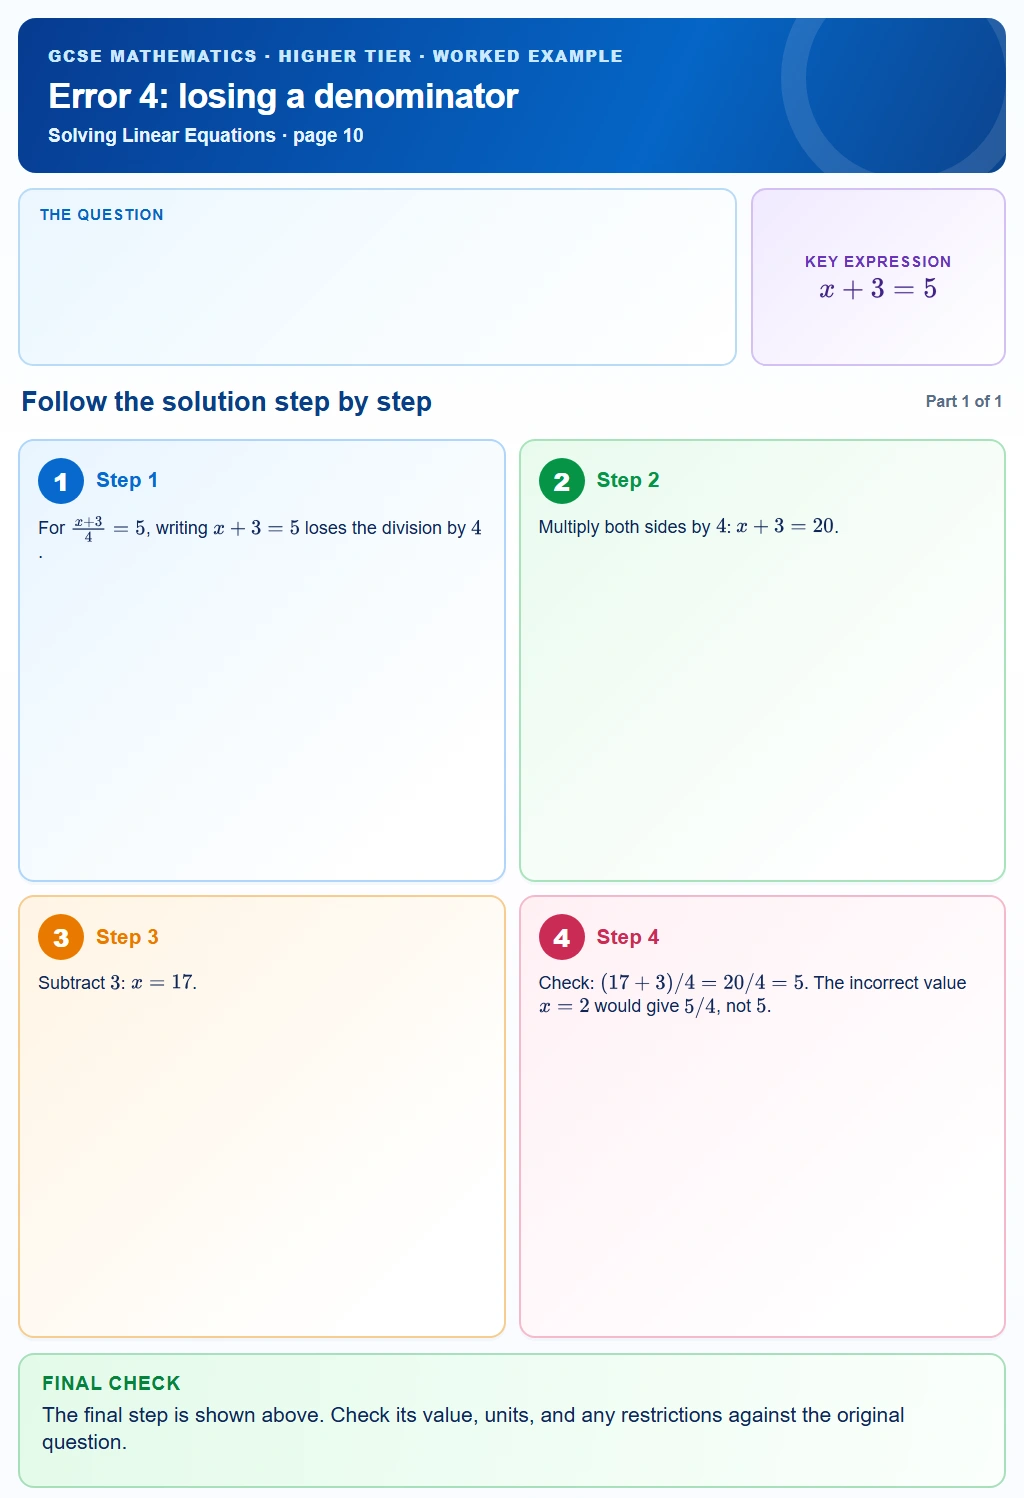 GCSE MATHEMATICS · HIGHER TIER · WORKED EXAMPLE
Error 4: losing a denominator
Solving Linear Equations · page 10
THE QUESTION
KEY EXPRESSION
x + 3 = 5
Follow the solution step by step
Part 1 of 1
1 Step 1
For \frac{x+3}{4} = 5, writing x + 3 = 5 loses the division by 4
.
2 Step 2
Multiply both sides by 4: x + 3 = 20.
3 Step 3
Subtract 3: x = 17.
4 Step 4
Check: (17 + 3)/4 = 20/4 = 5. The incorrect value
x = 2 would give 5/4, not 5.
FINAL CHECK
The final step is shown above. Check its value, units, and any restrictions against the original
question.